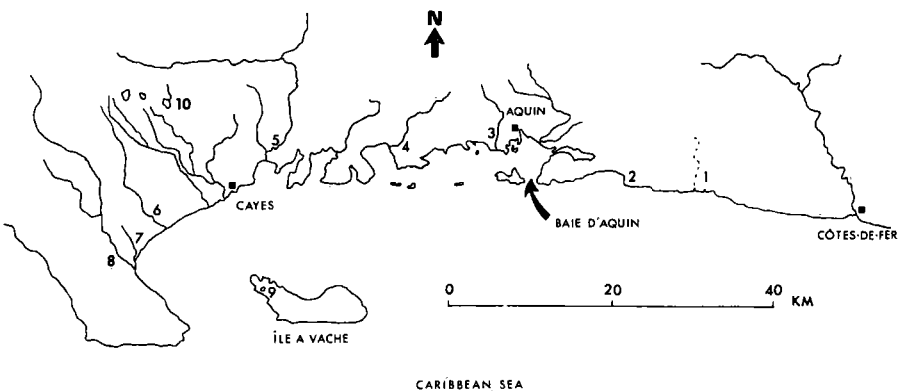 N
10
AQUIN
5
3
4
2
1
CAYES
6
BAIE D'AQUIN
7
CÔTES-DE-FER
8
9
0 20 40 KM
ÎLE A VACHE
CARIBBEAN SEA